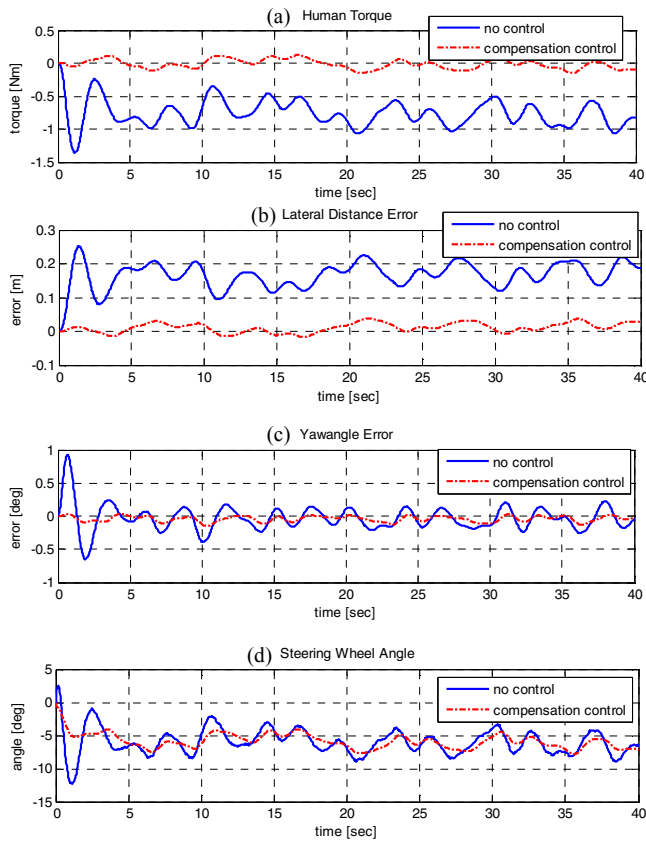 (a) Human Torque
0.5
0
-0.5
-1
-1.5
torque [Nm]
no control
compensation control
0 5 10 15 20 25 30 35 40
time [sec]
(b) Lateral Distance Error
0.3
0.2
0.1
0
-0.1
error [m]
no control
compensation control
0 5 10 15 20 25 30 35 40
time [sec]
(c) Yawangle Error
1
0.5
0
-0.5
-1
error [deg]
no control
compensation control
0 5 10 15 20 25 30 35 40
time [sec]
(d) Steering Wheel Angle
5
0
-5
-10
-15
angle [deg]
no control
compensation control
0 5 10 15 20 25 30 35 40
time [sec]